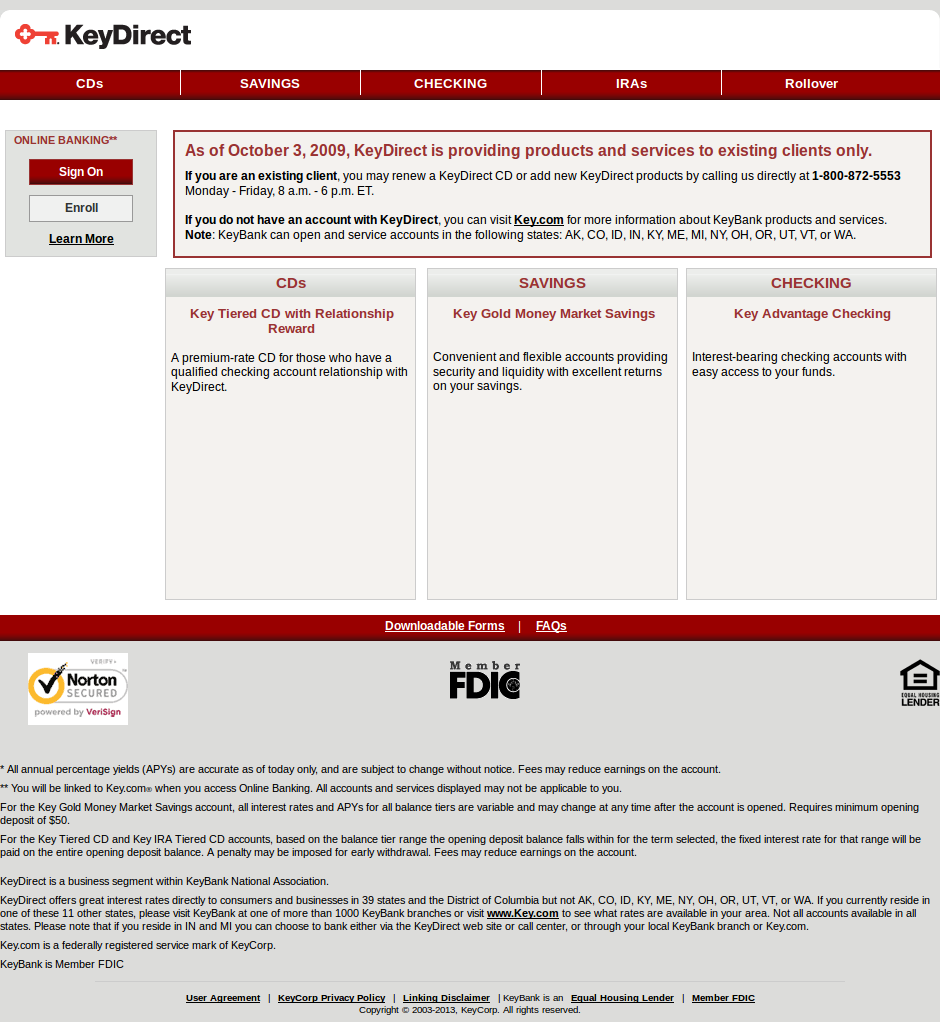 KeyDirect
CDs SAVINGS CHECKING IRAs Rollover
ONLINE BANKING**
Sign On
Enroll
Learn More
As of October 3, 2009, KeyDirect is providing products and services to existing clients only.
If you are an existing client, you may renew a KeyDirect CD or add new KeyDirect products by calling us directly at 1-800-872-5553
Monday - Friday, 8 a.m. - 6 p.m. ET.
If you do not have an account with KeyDirect, you can visit Key.com for more information about KeyBank products and services.
Note: KeyBank can open and service accounts in the following states: AK, CO, ID, IN, KY, ME, MI, NY, OH, OR, UT, VT, or WA.
CDs
Key Tiered CD with Relationship
Reward
A premium-rate CD for those who have a
qualified checking account relationship with
KeyDirect.
SAVINGS
Key Gold Money Market Savings
Convenient and flexible accounts providing
security and liquidity with excellent returns
on your savings.
CHECKING
Key Advantage Checking
Interest-bearing checking accounts with
easy access to your funds.
Downloadable Forms | FAQs
VERIFY▸
Norton
SECURED
powered by VeriSign
Member
FDIC
EQUAL HOUSING
LENDER
* All annual percentage yields (APYs) are accurate as of today only, and are subject to change without notice. Fees may reduce earnings on the account.
** You will be linked to Key.com® when you access Online Banking. All accounts and services displayed may not be applicable to you.
For the Key Gold Money Market Savings account, all interest rates and APYs for all balance tiers are variable and may change at any time after the account is opened. Requires minimum opening
deposit of $50.
For the Key Tiered CD and Key IRA Tiered CD accounts, based on the balance tier range the opening deposit balance falls within for the term selected, the fixed interest rate for that range will be
paid on the entire opening deposit balance. A penalty may be imposed for early withdrawal. Fees may reduce earnings on the account.
KeyDirect is a business segment within KeyBank National Association.
KeyDirect offers great interest rates directly to consumers and businesses in 39 states and the District of Columbia but not AK, CO, ID, KY, ME, NY, OH, OR, UT, VT, or WA. If you currently reside in
one of these 11 other states, please visit KeyBank at one of more than 1000 KeyBank branches or visit www.Key.com to see what rates are available in your area. Not all accounts available in all
states. Please note that if you reside in IN and MI you can choose to bank either via the KeyDirect web site or call center, or through your local KeyBank branch or Key.com.
Key.com is a federally registered service mark of KeyCorp.
KeyBank is Member FDIC
User Agreement | KeyCorp Privacy Policy | Linking Disclaimer | KeyBank is an Equal Housing Lender | Member FDIC
Copyright © 2003-2013, KeyCorp. All rights reserved.